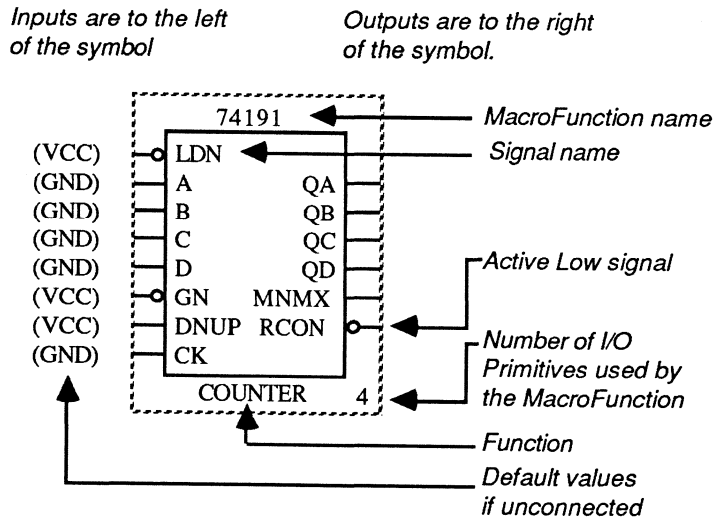 Inputs are to the left
of the symbol
Outputs are to the right
of the symbol.
74191
MacroFunction name
(VCC) LDN
Signal name
(GND) A QA
(GND) B QB
(GND) C QC
(GND) D QD
Active Low signal
(VCC) GN MNMX
(VCC) DNUP RCON
(GND) CK
Number of I/O
Primitives used by
the MacroFunction
COUNTER 4
Function
Default values
if unconnected